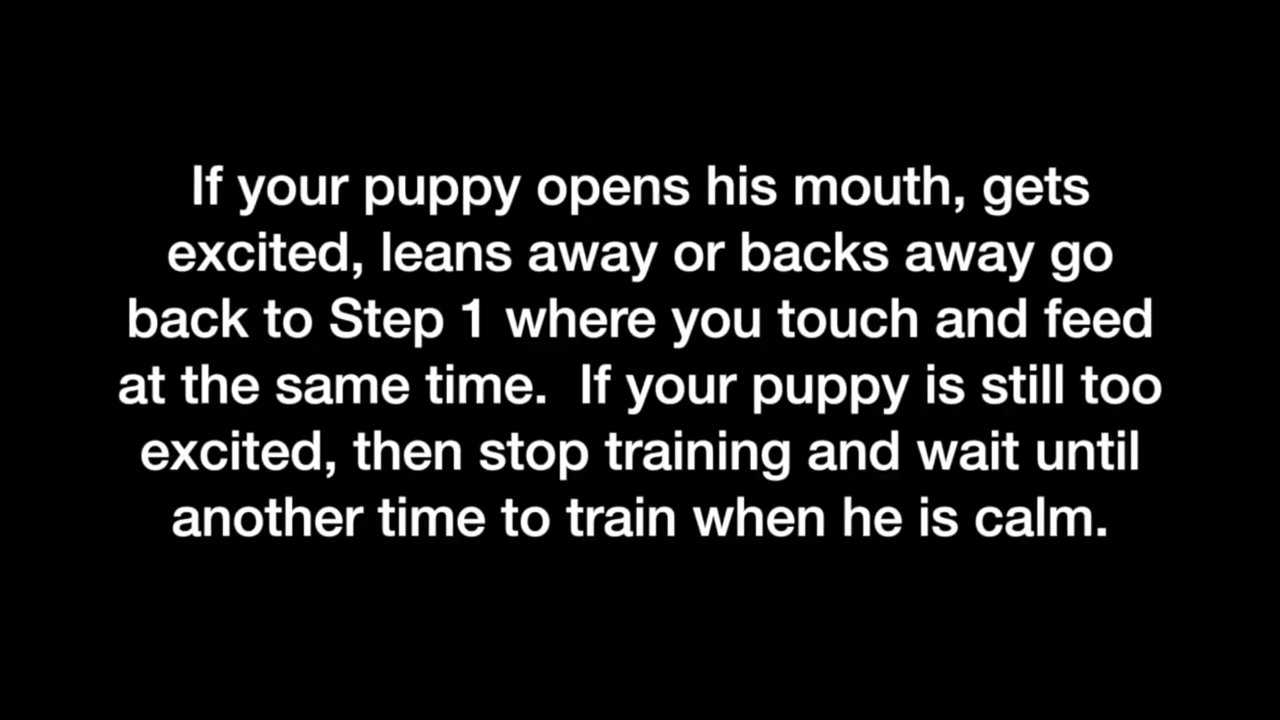 If your puppy opens his mouth, gets
excited, leans away or backs away go
back to Step 1 where you touch and feed
at the same time.  If your puppy is still too
excited, then stop training and wait until
another time to train when he is calm.